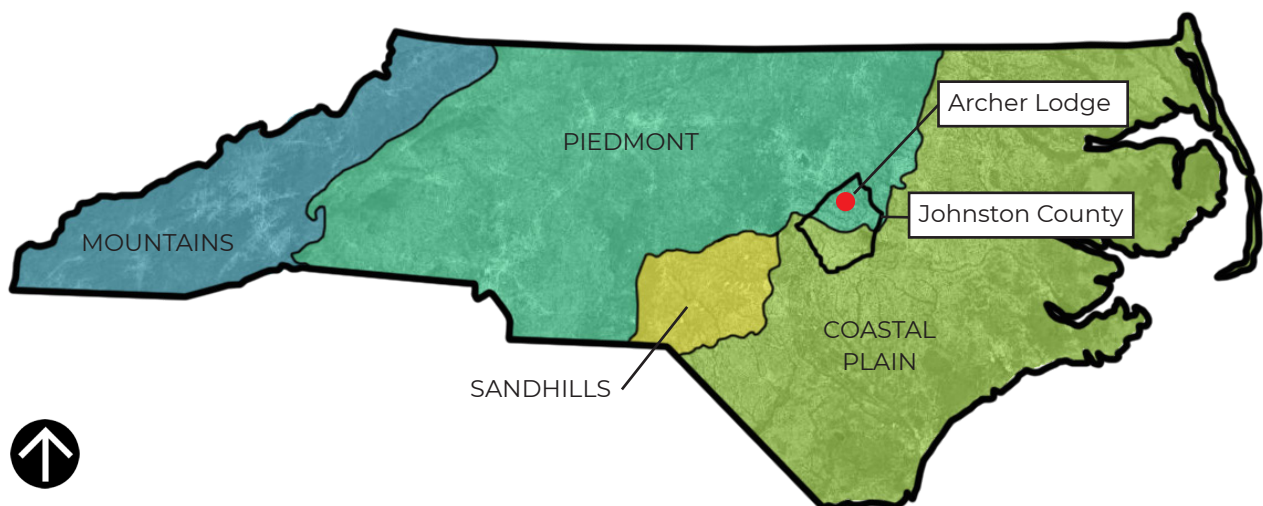 Archer Lodge
PIEDMONT
Johnston County
MOUNTAINS
COASTAL
PLAIN
SANDHILLS